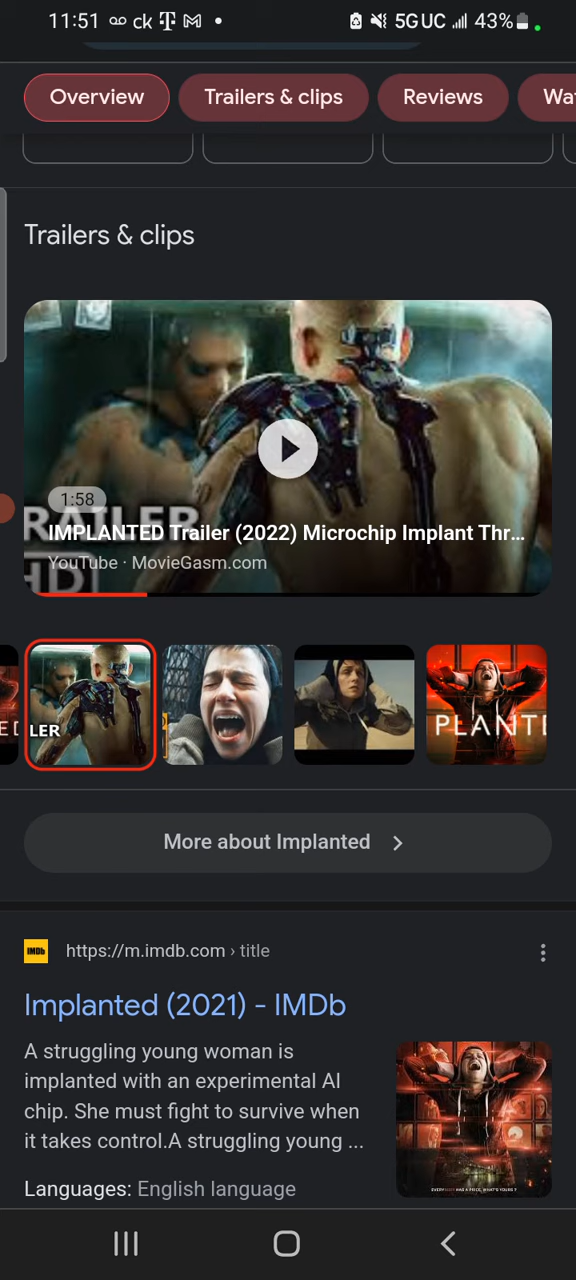 11:51 ck 5G UC 43%
Overview Trailers & clips Reviews
Trailers & clips
1:58
IMPLANTED Trailer (2022) Microchip Implant Thr...
YouTube · MovieGasm.com
HD
LER
PLANTE
More about Implanted
IMDb https://m.imdb.com › title
Implanted (2021) - IMDb
A struggling young woman is
implanted with an experimental AI
chip. She must fight to survive when
it takes control.A struggling young ...
Languages: English language